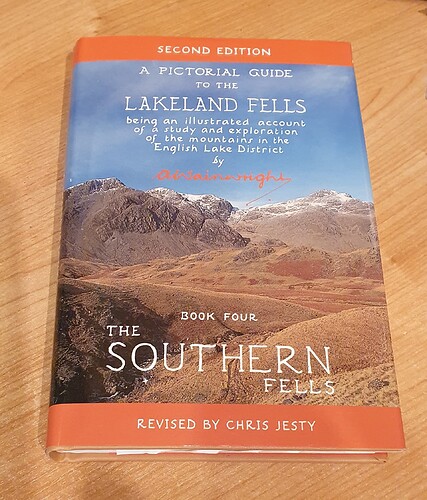 SECOND EDITION
A PICTORIAL GUIDE
TO THE
LAKELAND FELLS
being an illustrated account
of a study and exploration
of the mountains in the
English Lake District
by
AWainwright
BOOK FOUR
THE
SOUTHERN
FELLS
REVISED BY CHRIS JESTY